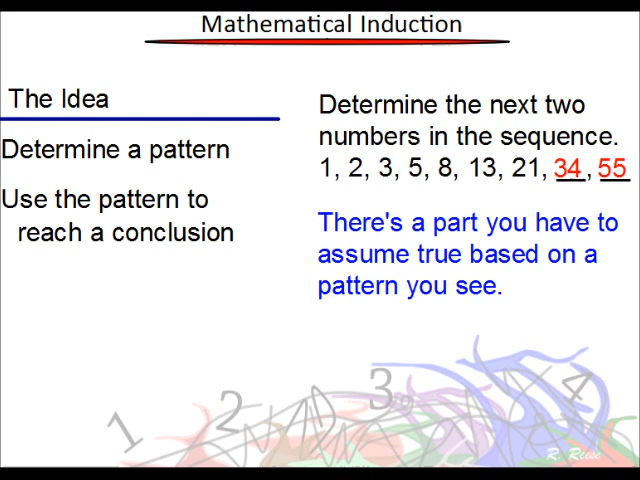 Mathematical Induction
The Idea
Determine a pattern
Use the pattern to
reach a conclusion
Determine the next two
numbers in the sequence.
1, 2, 3, 5, 8, 13, 21, 34, 55
There's a part you have to
assume true based on a
pattern you see.
1 2 3 4
R. Reese